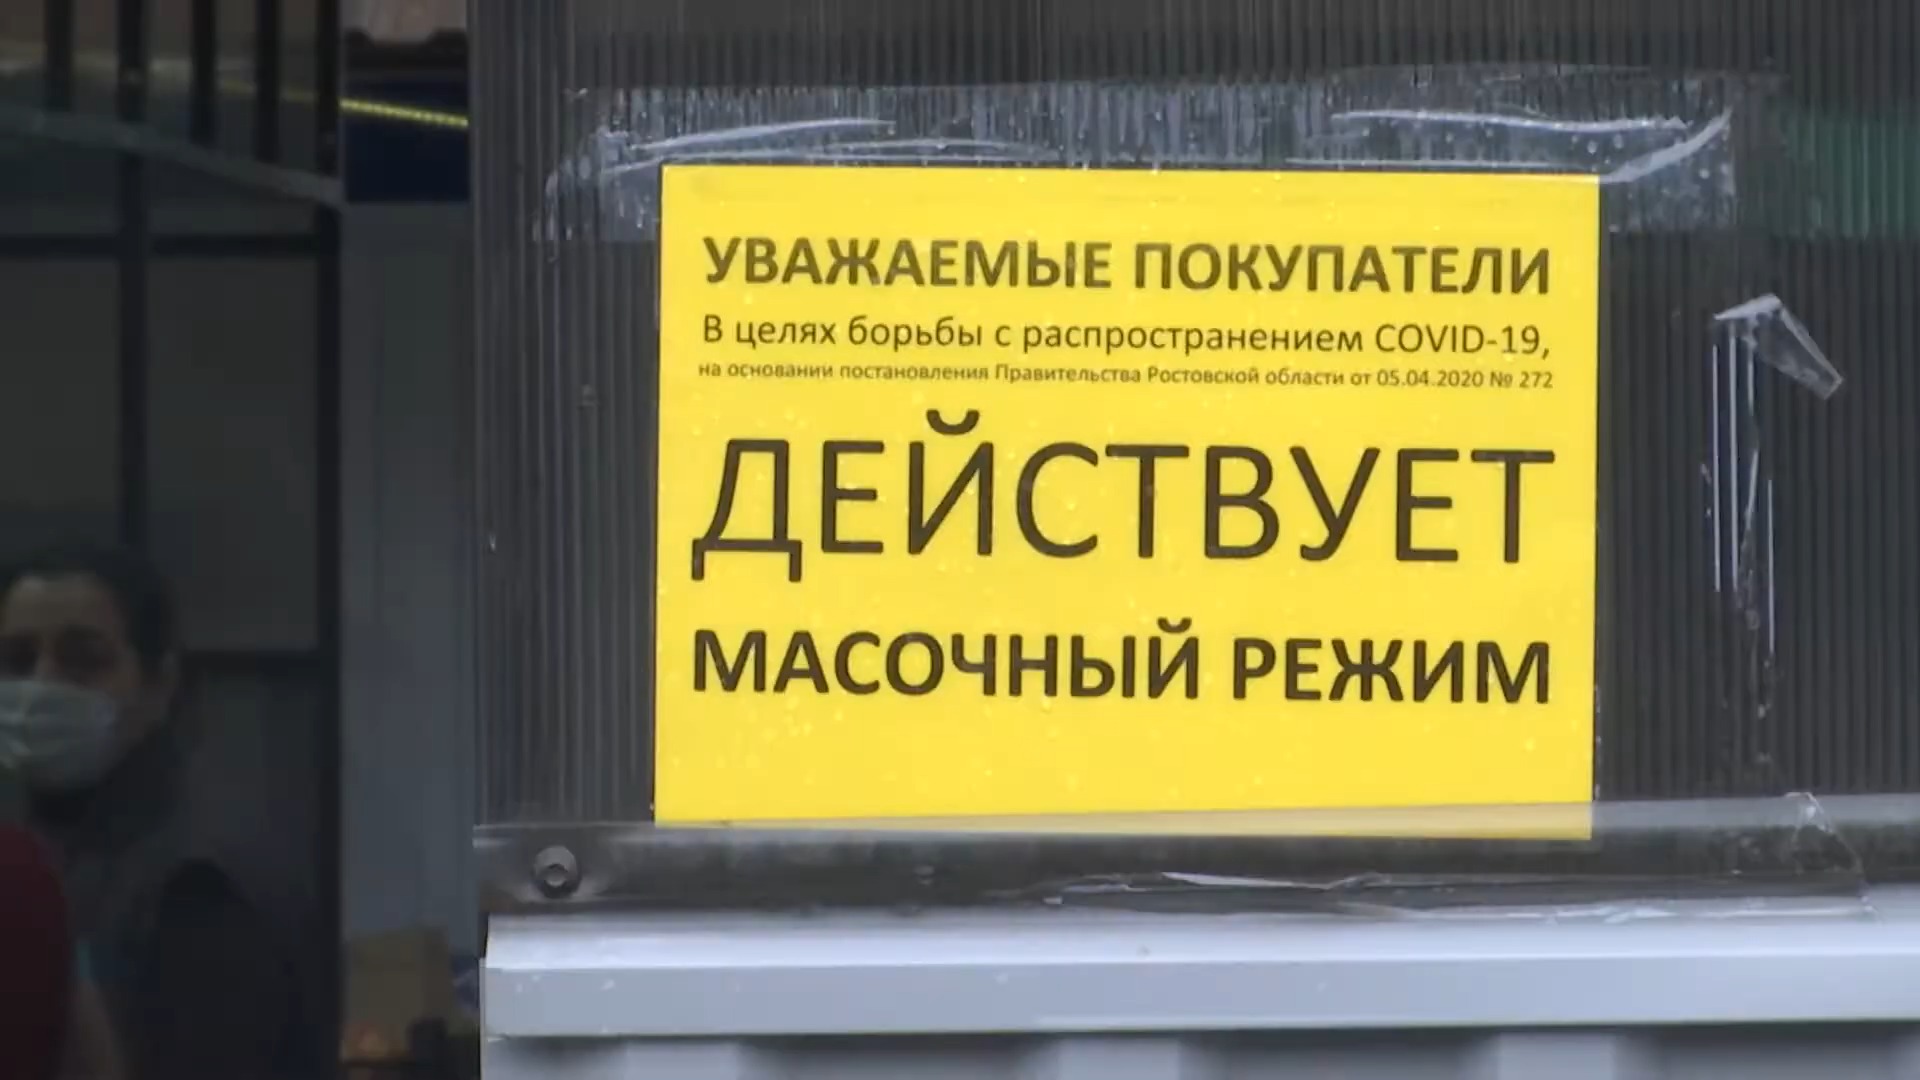 УВАЖАЕМЫЕ ПОКУПАТЕЛИ
В целях борьбы с распространением COVID-19,
на основании постановления Правительства Ростовской области от 05.04.2020 № 272
ДЕЙСТВУЕТ
МАСОЧНЫЙ РЕЖИМ